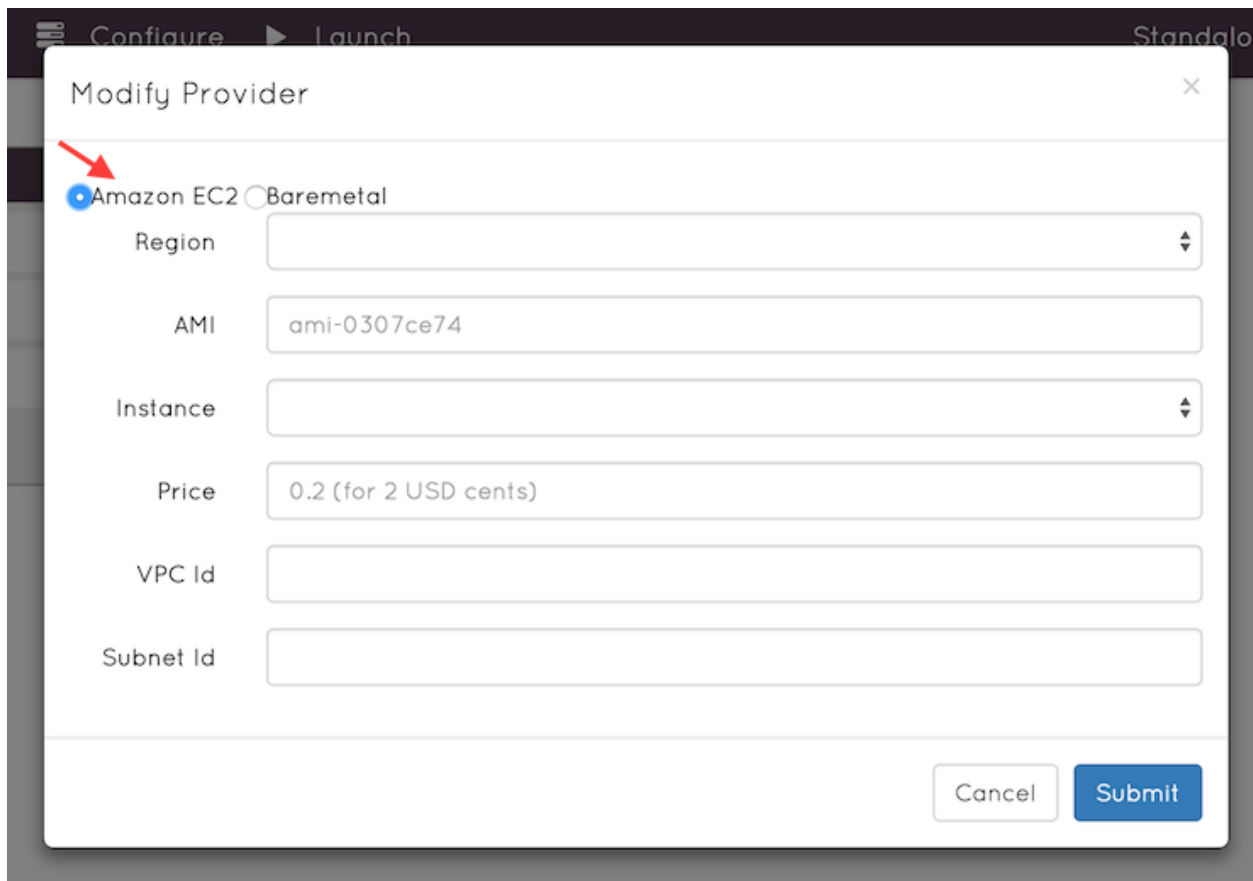 Configure Launch Standalo
Modify Provider ×
Amazon EC2 Baremetal
Region
AMI ami-0307ce74
Instance
Price 0.2 (for 2 USD cents)
VPC Id
Subnet Id
Cancel Submit